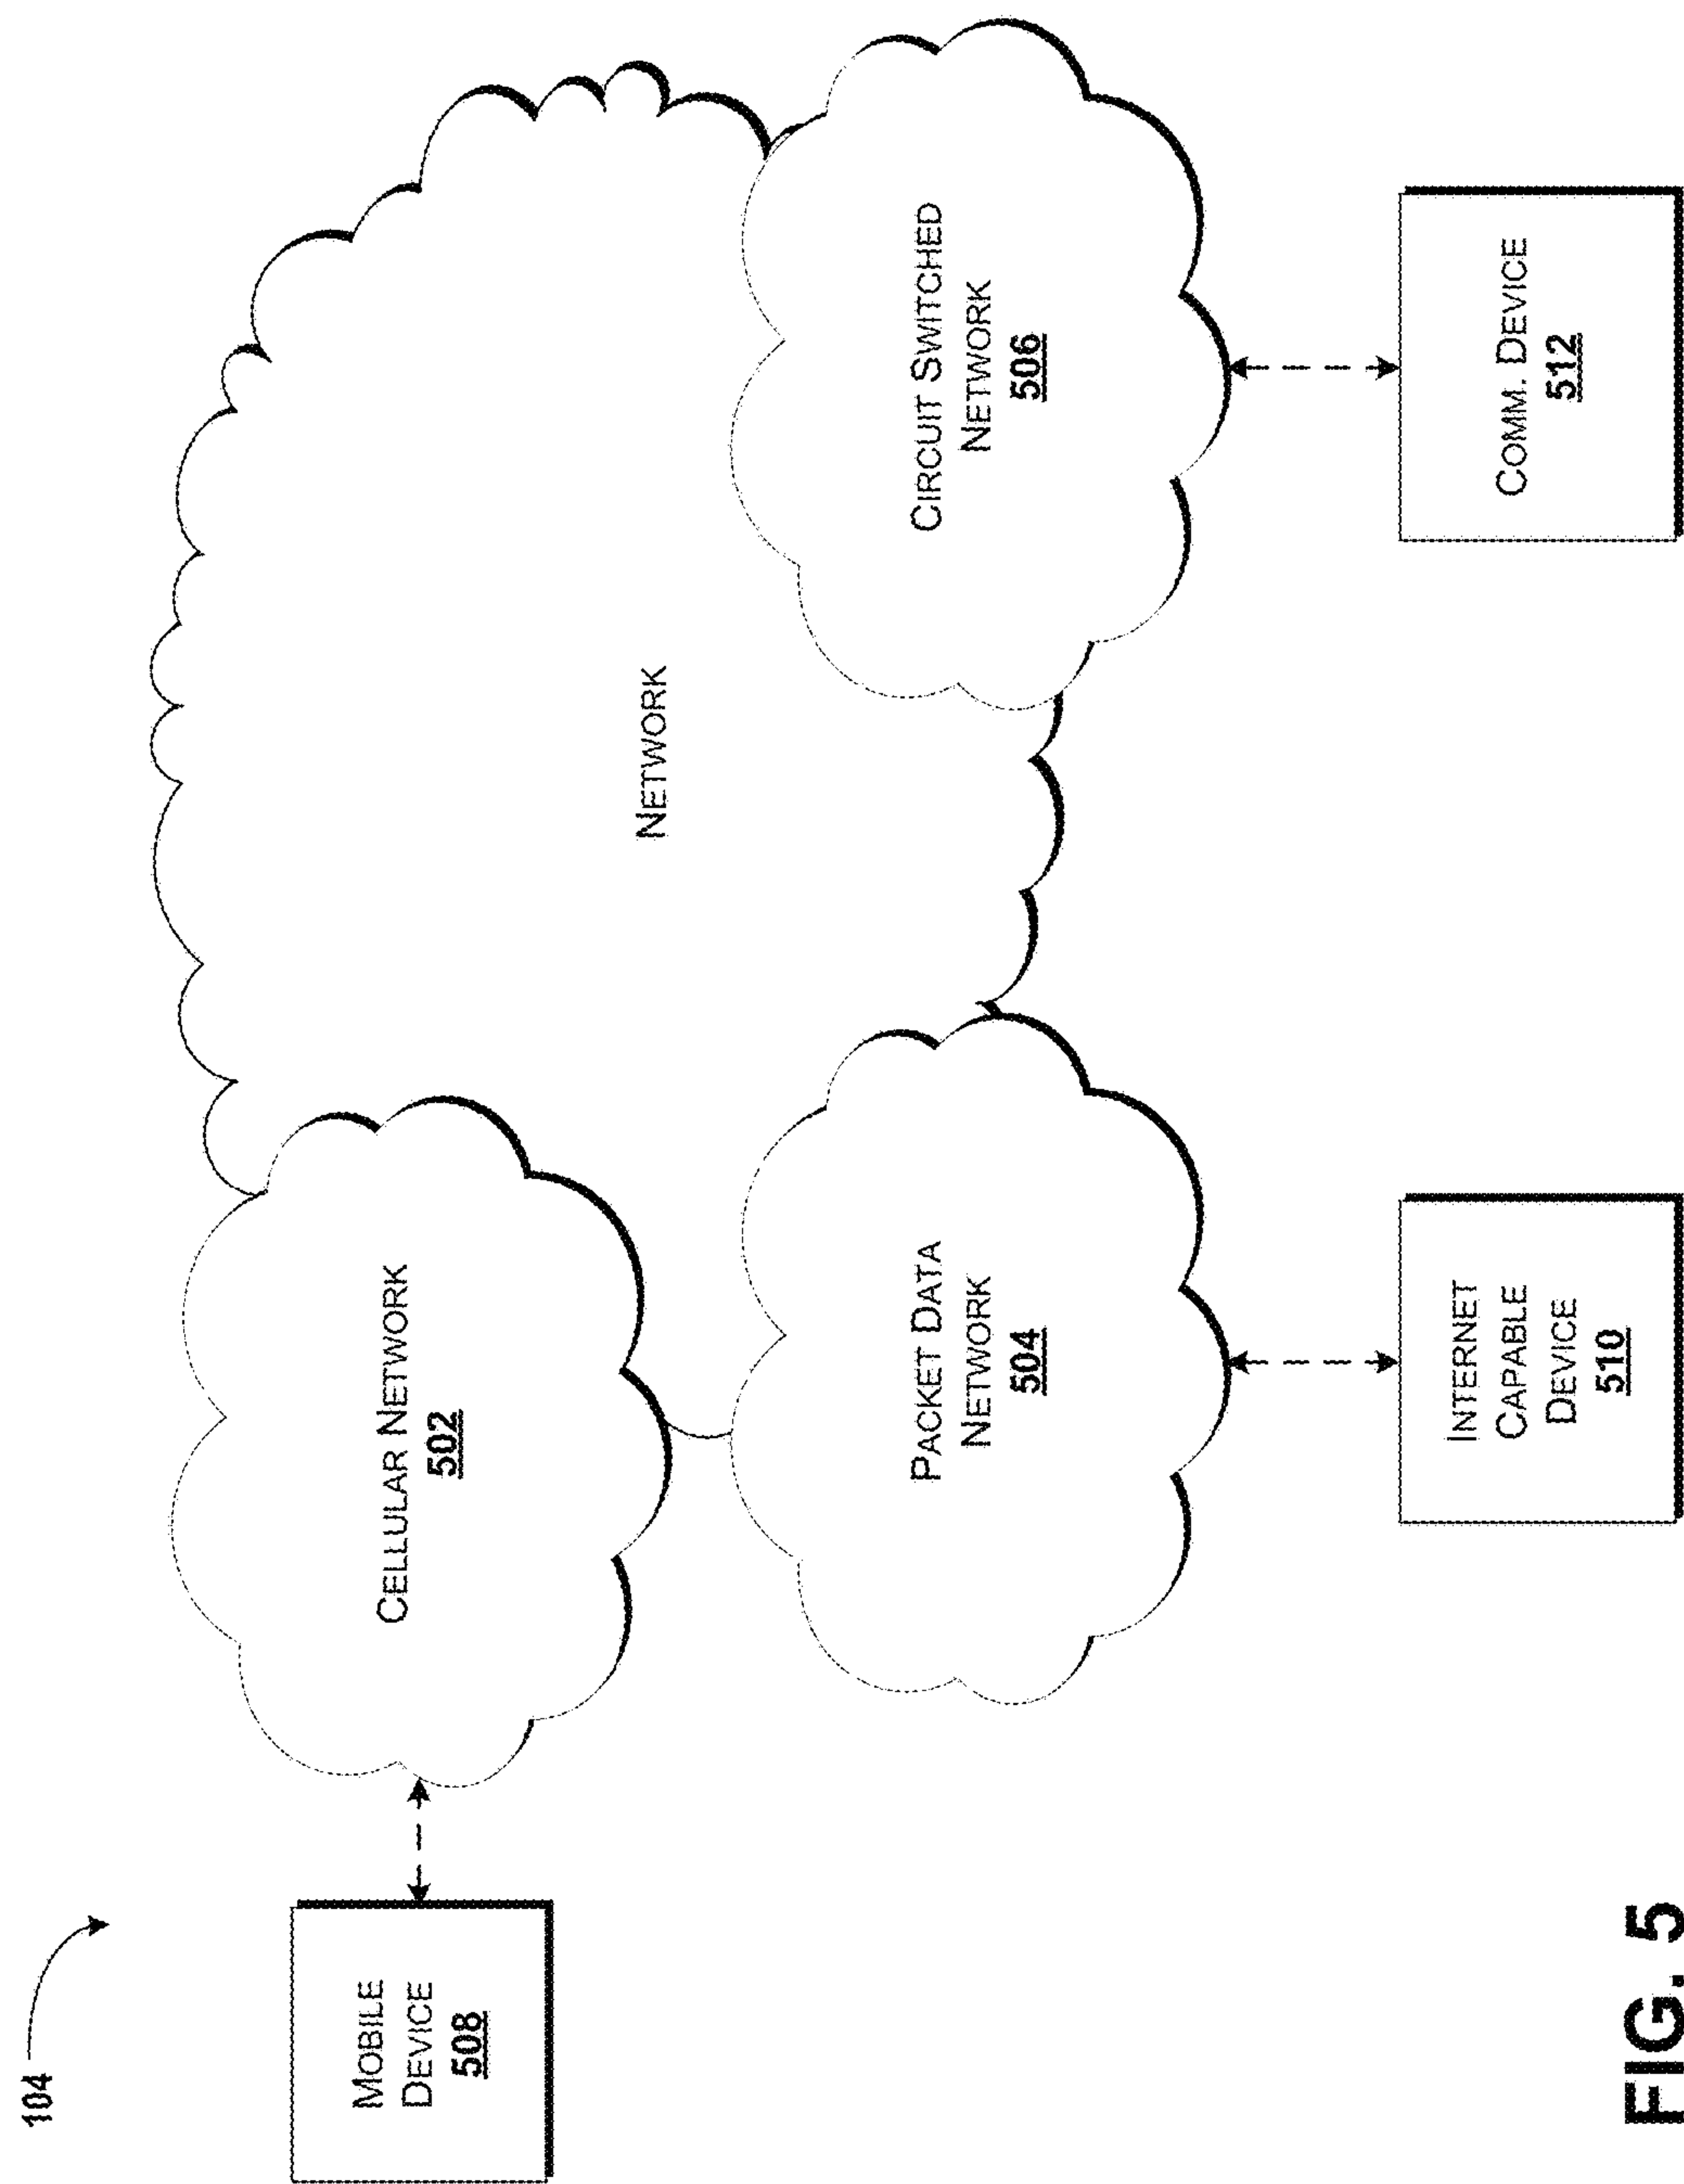 104
MOBILE
DEVICE
508
CELLULAR NETWORK
502
NETWORK
PACKET DATA
NETWORK
504
CIRCUIT SWITCHED
NETWORK
506
INTERNET
CAPABLE
DEVICE
510
COMM. DEVICE
512
FIG. 5